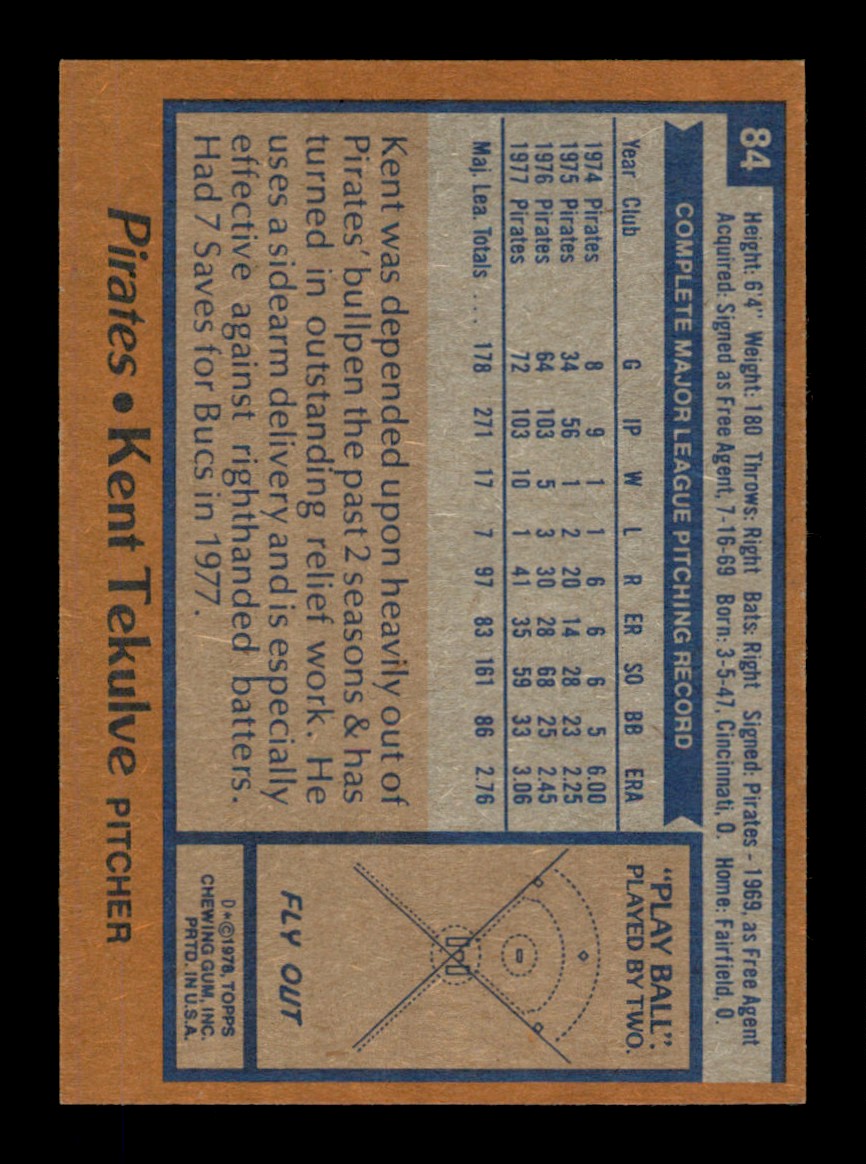 84
Height: 6'4" Weight: 180 Throws: Right Bats: Right Signed: Pirates - 1969, as Free Agent
Acquired: Signed as Free Agent, 7-16-69 Born: 3-5-47, Cincinnati, O. Home: Fairfield, O.
COMPLETE MAJOR LEAGUE PITCHING RECORD
Year Club G IP W L R ER SO BB ERA
1974 Pirates 8 9 1 1 6 6 6 5 6.00
1975 Pirates 34 56 1 2 20 14 28 23 2.25
1976 Pirates 64 103 5 3 30 28 68 25 2.45
1977 Pirates 72 103 10 1 41 35 59 33 3.06
Maj. Lea. Totals .... 178 271 17 7 97 83 161 86 2.76
Kent was depended upon heavily out of
Pirates' bullpen the past 2 seasons & has
turned in outstanding relief work. He
uses a sidearm delivery and is especially
effective against righthanded batters.
Had 7 Saves for Bucs in 1977.
"PLAY BALL":
PLAYED BY TWO.
FLY OUT
D*©1978, TOPPS
CHEWING GUM, INC.
PRTD. IN U.S.A.
Pirates • Kent Tekulve PITCHER